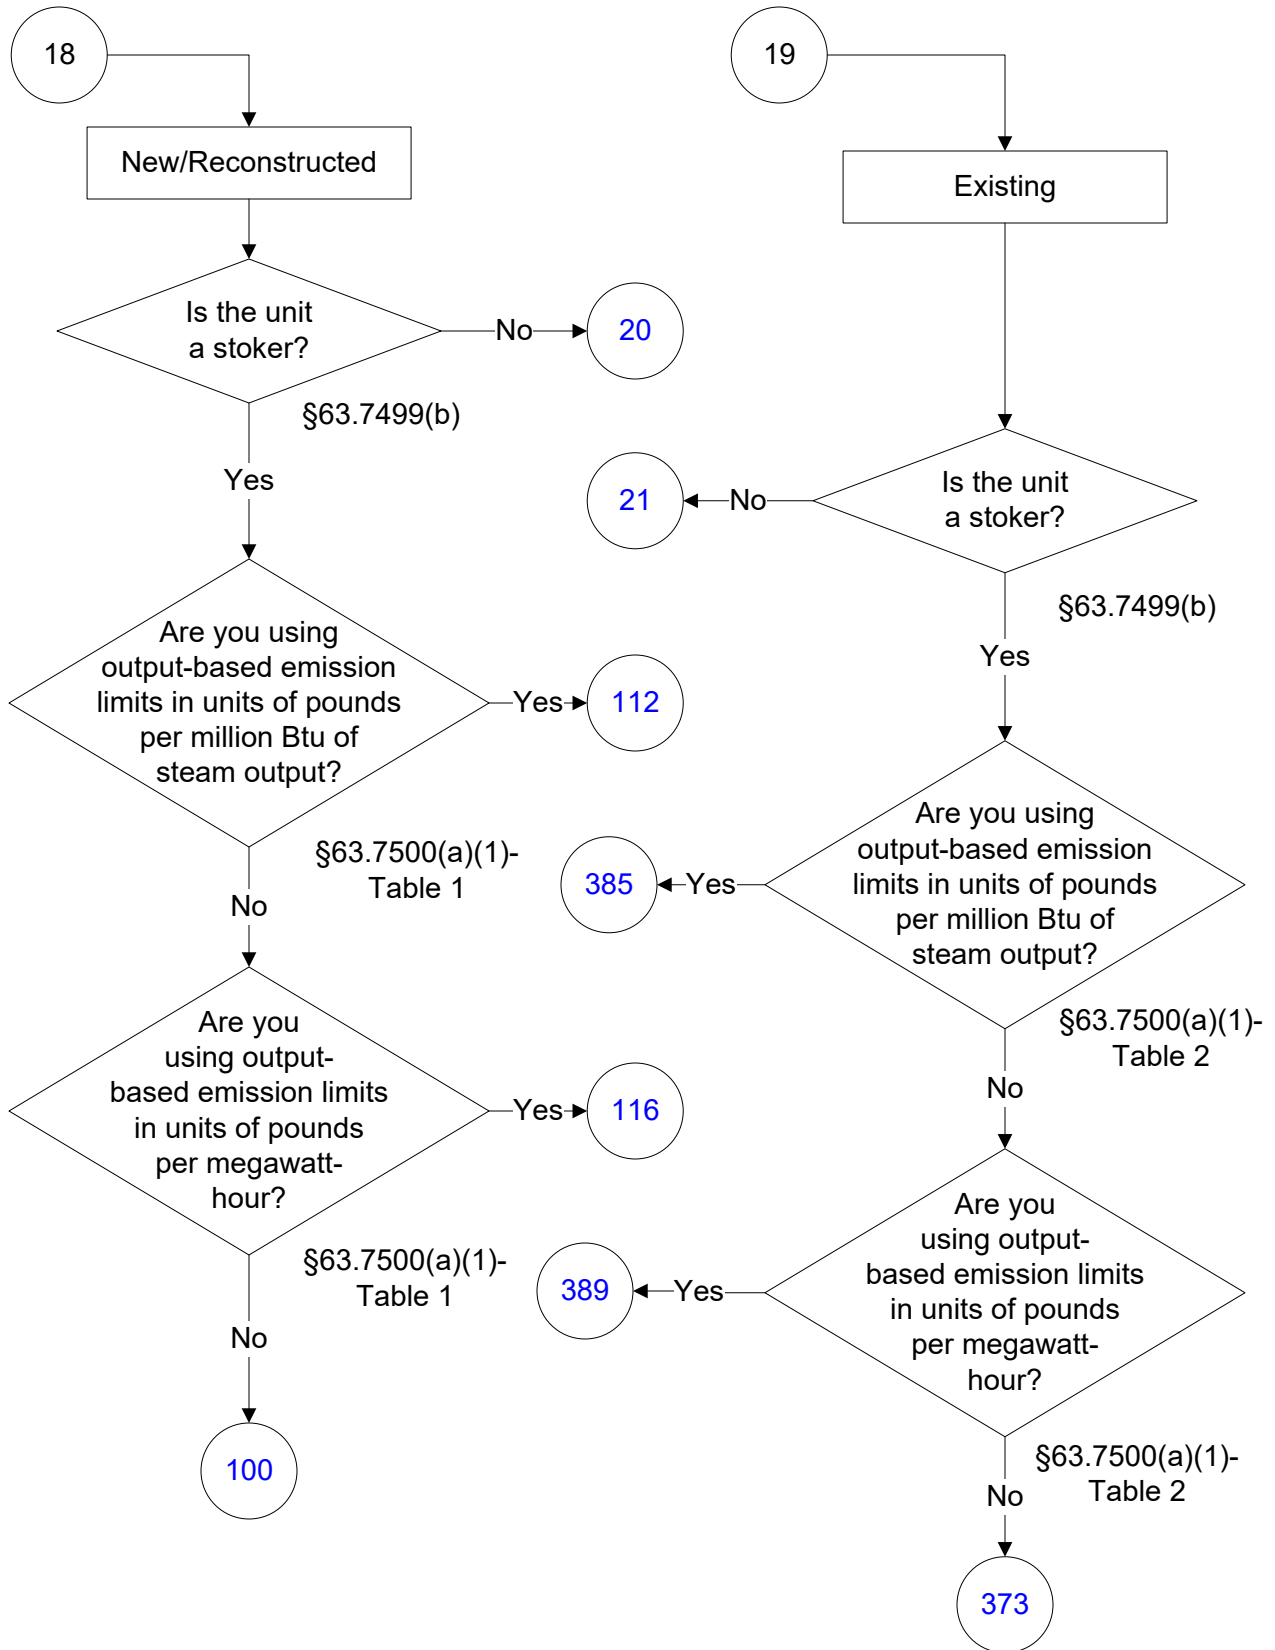 18
New/Reconstructed
Is the unit
a stoker?
No
20
§63.7499(b)
Yes
Are you using
output-based emission
limits in units of pounds
per million Btu of
steam output?
Yes
112
§63.7500(a)(1)-
Table 1
No
Are you
using output-
based emission limits
in units of pounds
per megawatt-
hour?
Yes
116
§63.7500(a)(1)-
Table 1
No
100
19
Existing
Is the unit
a stoker?
No
21
§63.7499(b)
Yes
Are you using
output-based emission
limits in units of pounds
per million Btu of
steam output?
Yes
385
§63.7500(a)(1)-
Table 2
No
Are you
using output-
based emission limits
in units of pounds
per megawatt-
hour?
Yes
389
§63.7500(a)(1)-
Table 2
No
373